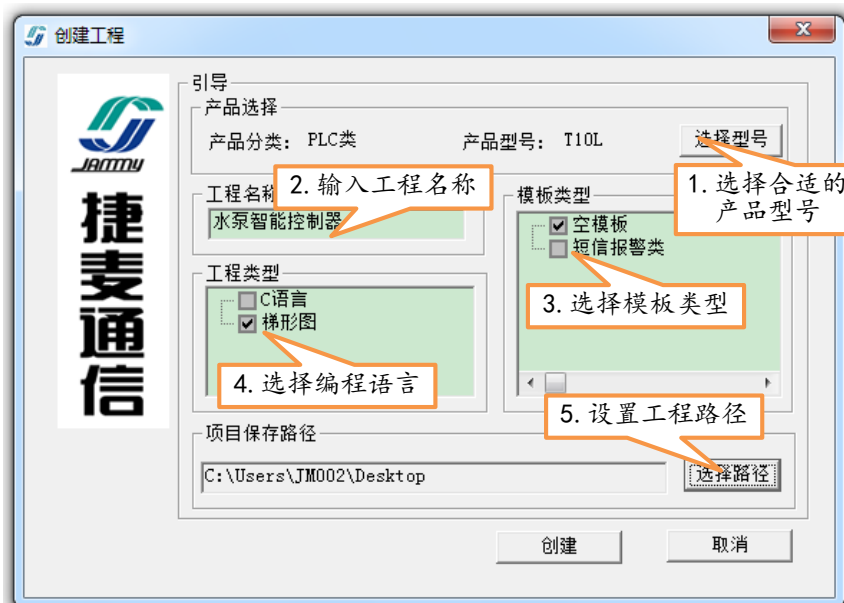 创建工程
引导
产品选择
产品分类: PLC类
产品型号: T10L
选择型号
1.选择合适的
产品型号
工程名称
2.输入工程名称
水泵智能控制器
模板类型
空模板
短信报警类
3.选择模板类型
工程类型
C语言
梯形图
4.选择编程语言
5.设置工程路径
项目保存路径
C:\Users\JM002\Desktop
选择路径
创建
取消
JAMMY
捷
麦
通
信